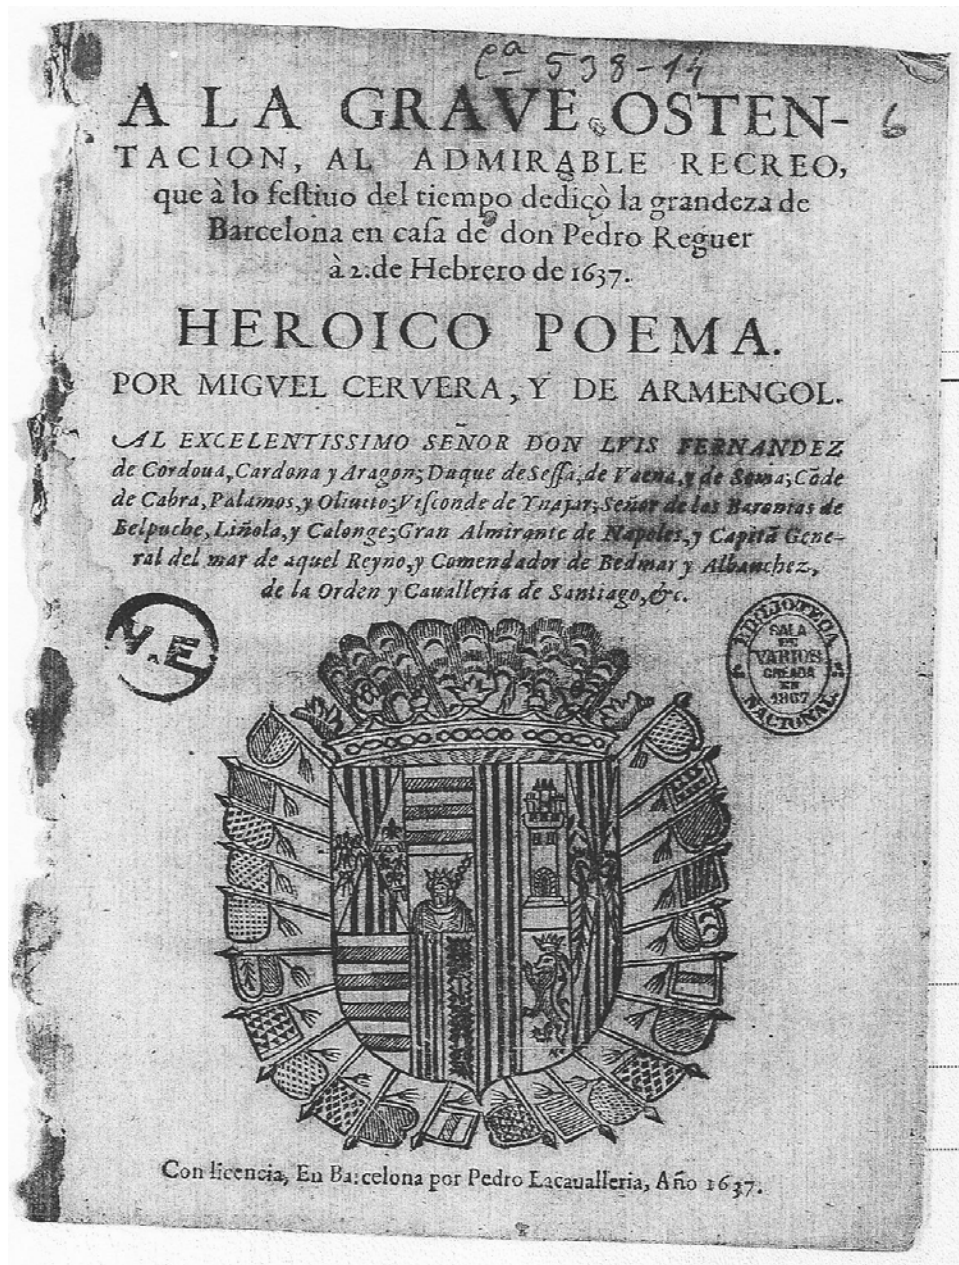 Cª 538-14
6
A LA GRAVE OSTEN-
TACION, AL ADMIRABLE RECREO,
que à lo festiuo del tiempo dedicò la grandeza de
Barcelona en casa de don Pedro Reguer
à 2. de Hebrero de 1637.
HEROICO POEMA.
POR MIGVEL CERVERA, Y DE ARMENGOL.
AL EXCELENTISSIMO SEÑOR DON LVIS FERNANDEZ
de Cordoua, Cardona y Aragon; Duque de Sessa, de Vaena, y de Soma; Cõde
de Cabra, Palamos, y Oliuito; Visconde de Ynajar; Señor de las Baronias de
Belpuche, Liñola, y Calonge; Gran Almirante de Napoles, y Capitã Gene-
ral del mar de aquel Reyno, y Comendador de Bedmar y Albanchez,
de la Orden y Caualleria de Santiago, &c.
V.E
BIBLIOTECA
NACIONAL
SALA
DE
VARIOS
CREADA
EN
1867
Con licencia, En Barcelona por Pedro Lacaualleria, Año 1637.